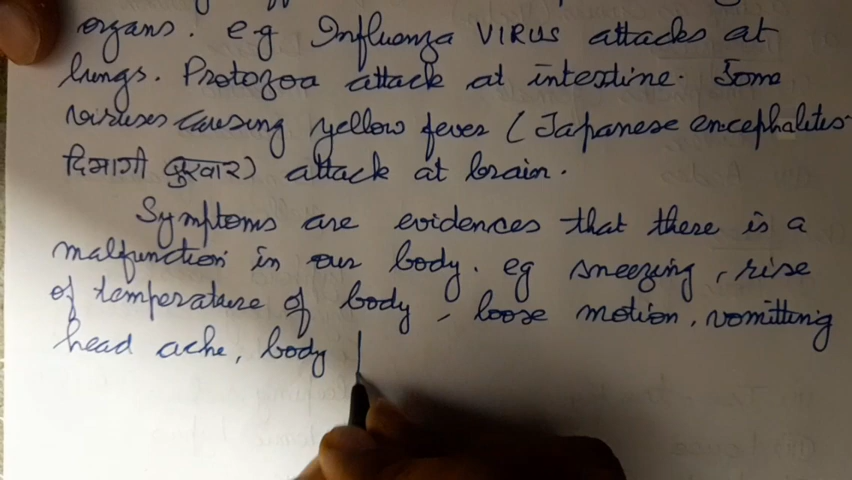 organs. e.g Influenza VIRUS attacks at
lungs. Protozoa attack at intestine. Some
viruses causing yellow fever (Japanese encephalites-
दिमागी बुखार) attack at brain.
Symptoms are evidences that there is a
malfunction in our body. eg sneezing, rise
of temperature of body, loose motion, vomitting
head ache, body